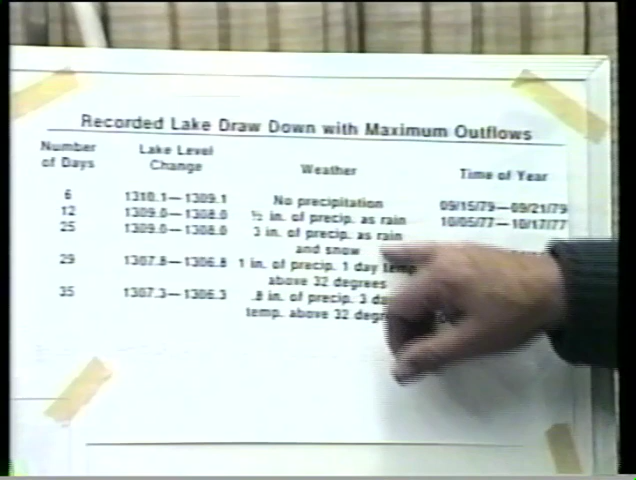 Recorded Lake Draw Down with Maximum Outflows
Number of Days Lake Level Change Weather Time of Year
6 1310.1—1309.1 No precipitation 09/15/79—09/21/79
12 1309.0—1308.0 ½ in. of precip. as rain 10/05/77—10/17/77
25 1309.0—1308.0 3 in. of precip. as rain
and snow
29 1307.8—1306.8 1 in. of precip. 1 day temp
above 32 degrees
35 1307.3—1306.3 .8 in. of precip. 3
temp. above 32